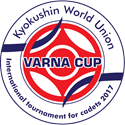 Kyokushin World Union
VARNA CUP
International tournament for cadets 2017